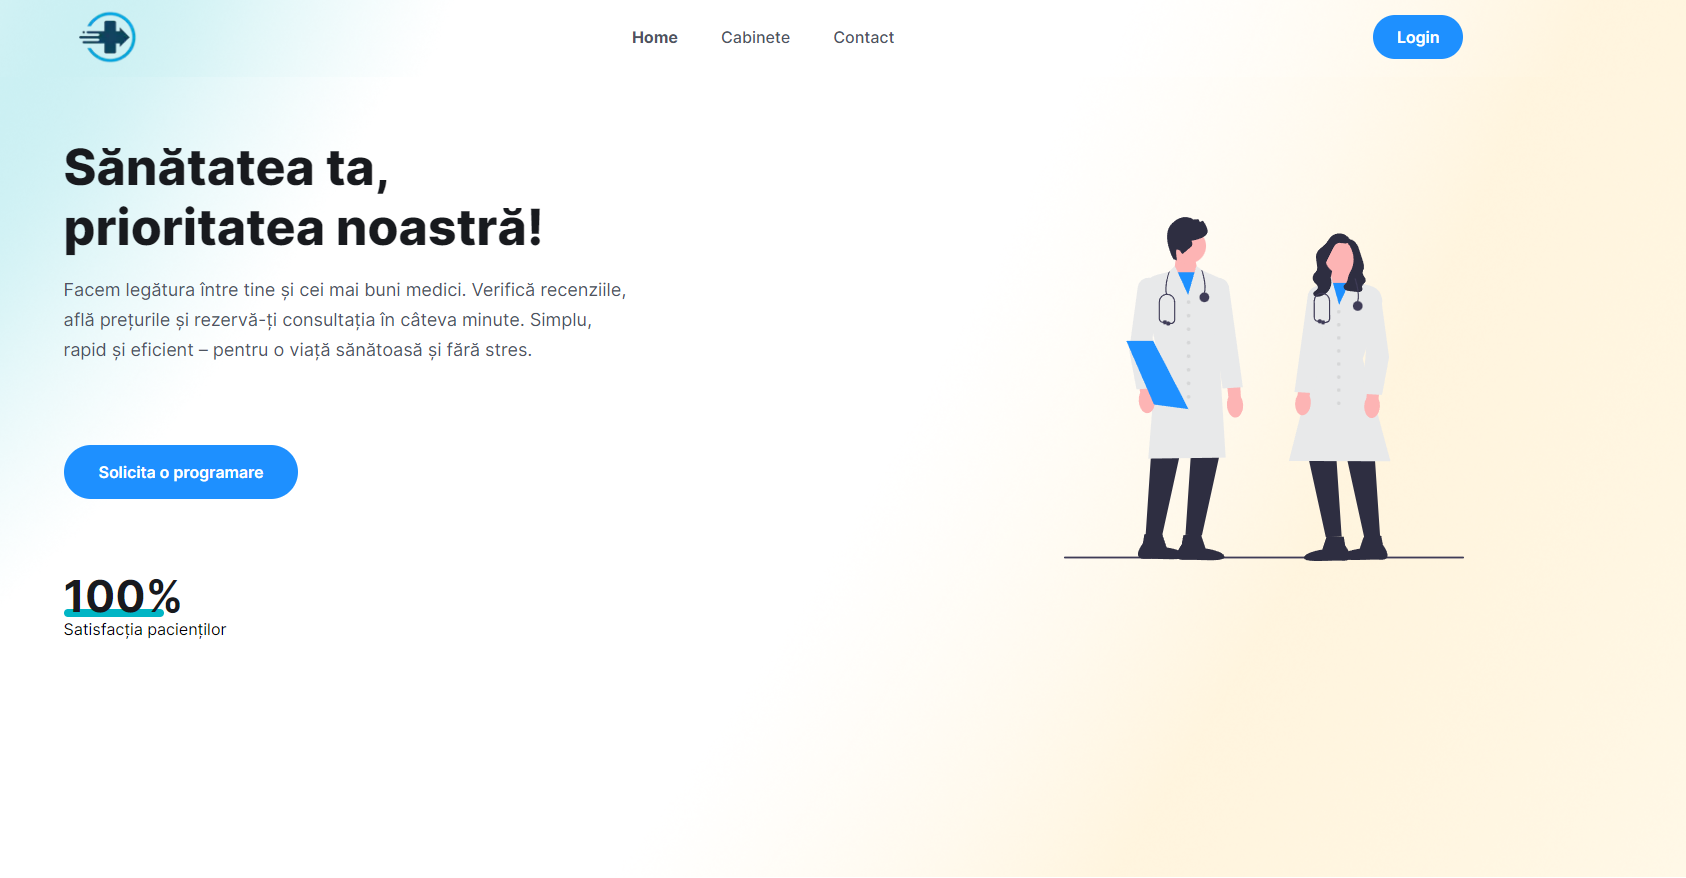 Home
Cabinete
Contact
Login
Sănătatea ta,
prioritatea noastră!
Facem legătura între tine și cei mai buni medici. Verifică recenziile,
află prețurile și rezervă-ți consultația în câteva minute. Simplu,
rapid și eficient – pentru o viață sănătoasă și fără stres.
Solicita o programare
100%
Satisfacția pacienților